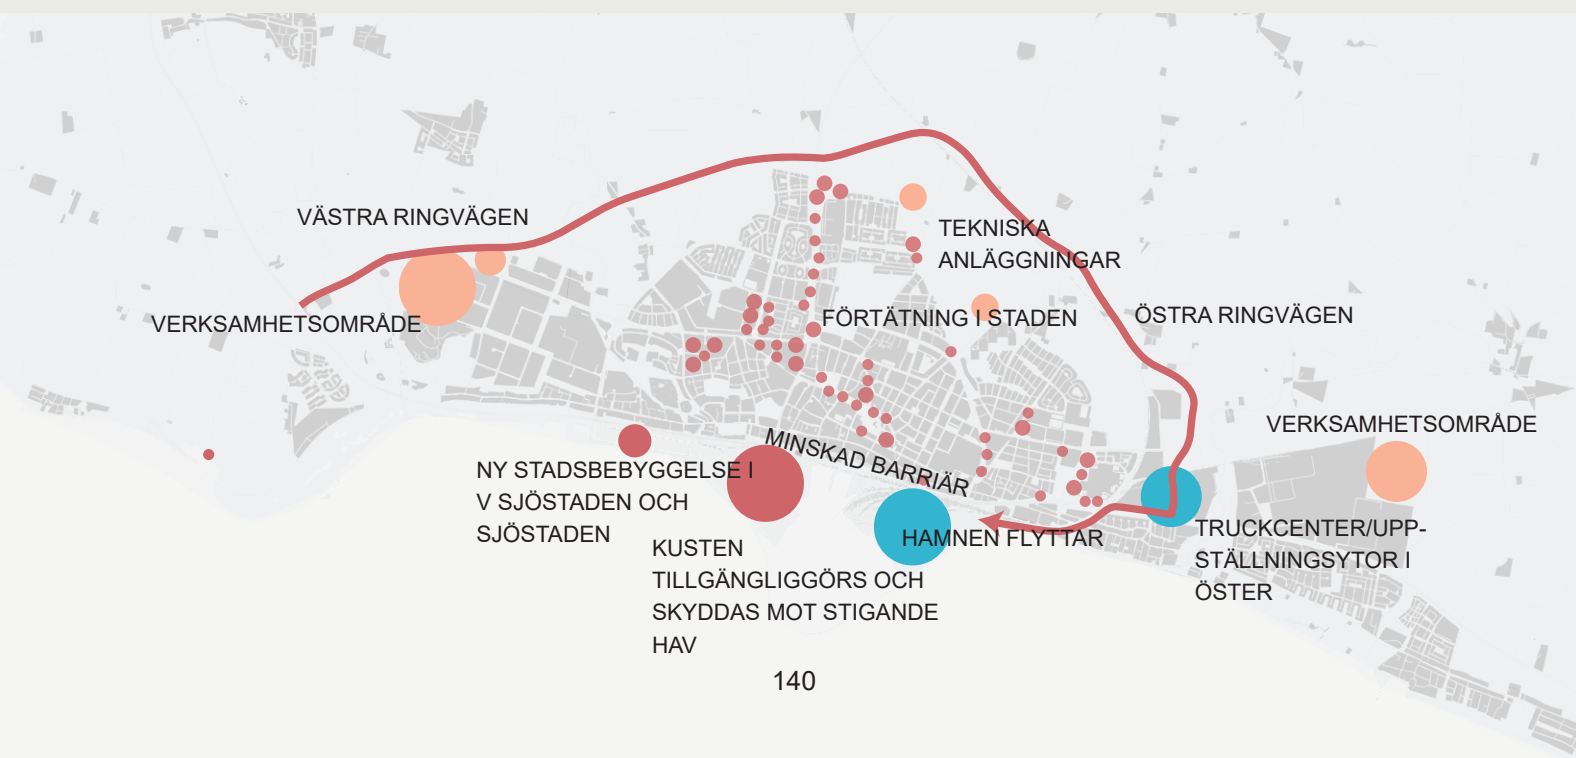 VÄSTRA RINGVÄGEN
TEKNISKA
ANLÄGGNINGAR
VERKSAMHETSOMRÅDE
FÖRTÄTNING I STADEN
ÖSTRA RINGVÄGEN
VERKSAMHETSOMRÅDE
MINSKAD BARRIÄR
NY STADSBEBYGGELSE I
V SJÖSTADEN OCH
SJÖSTADEN
KUSTEN
TILLGÄNGLIGGÖRS OCH
SKYDDAS MOT STIGANDE
HAV
HAMNEN FLYTTAR
TRUCKCENTER/UPP-
STÄLLNINGSYTOR I
ÖSTER
140